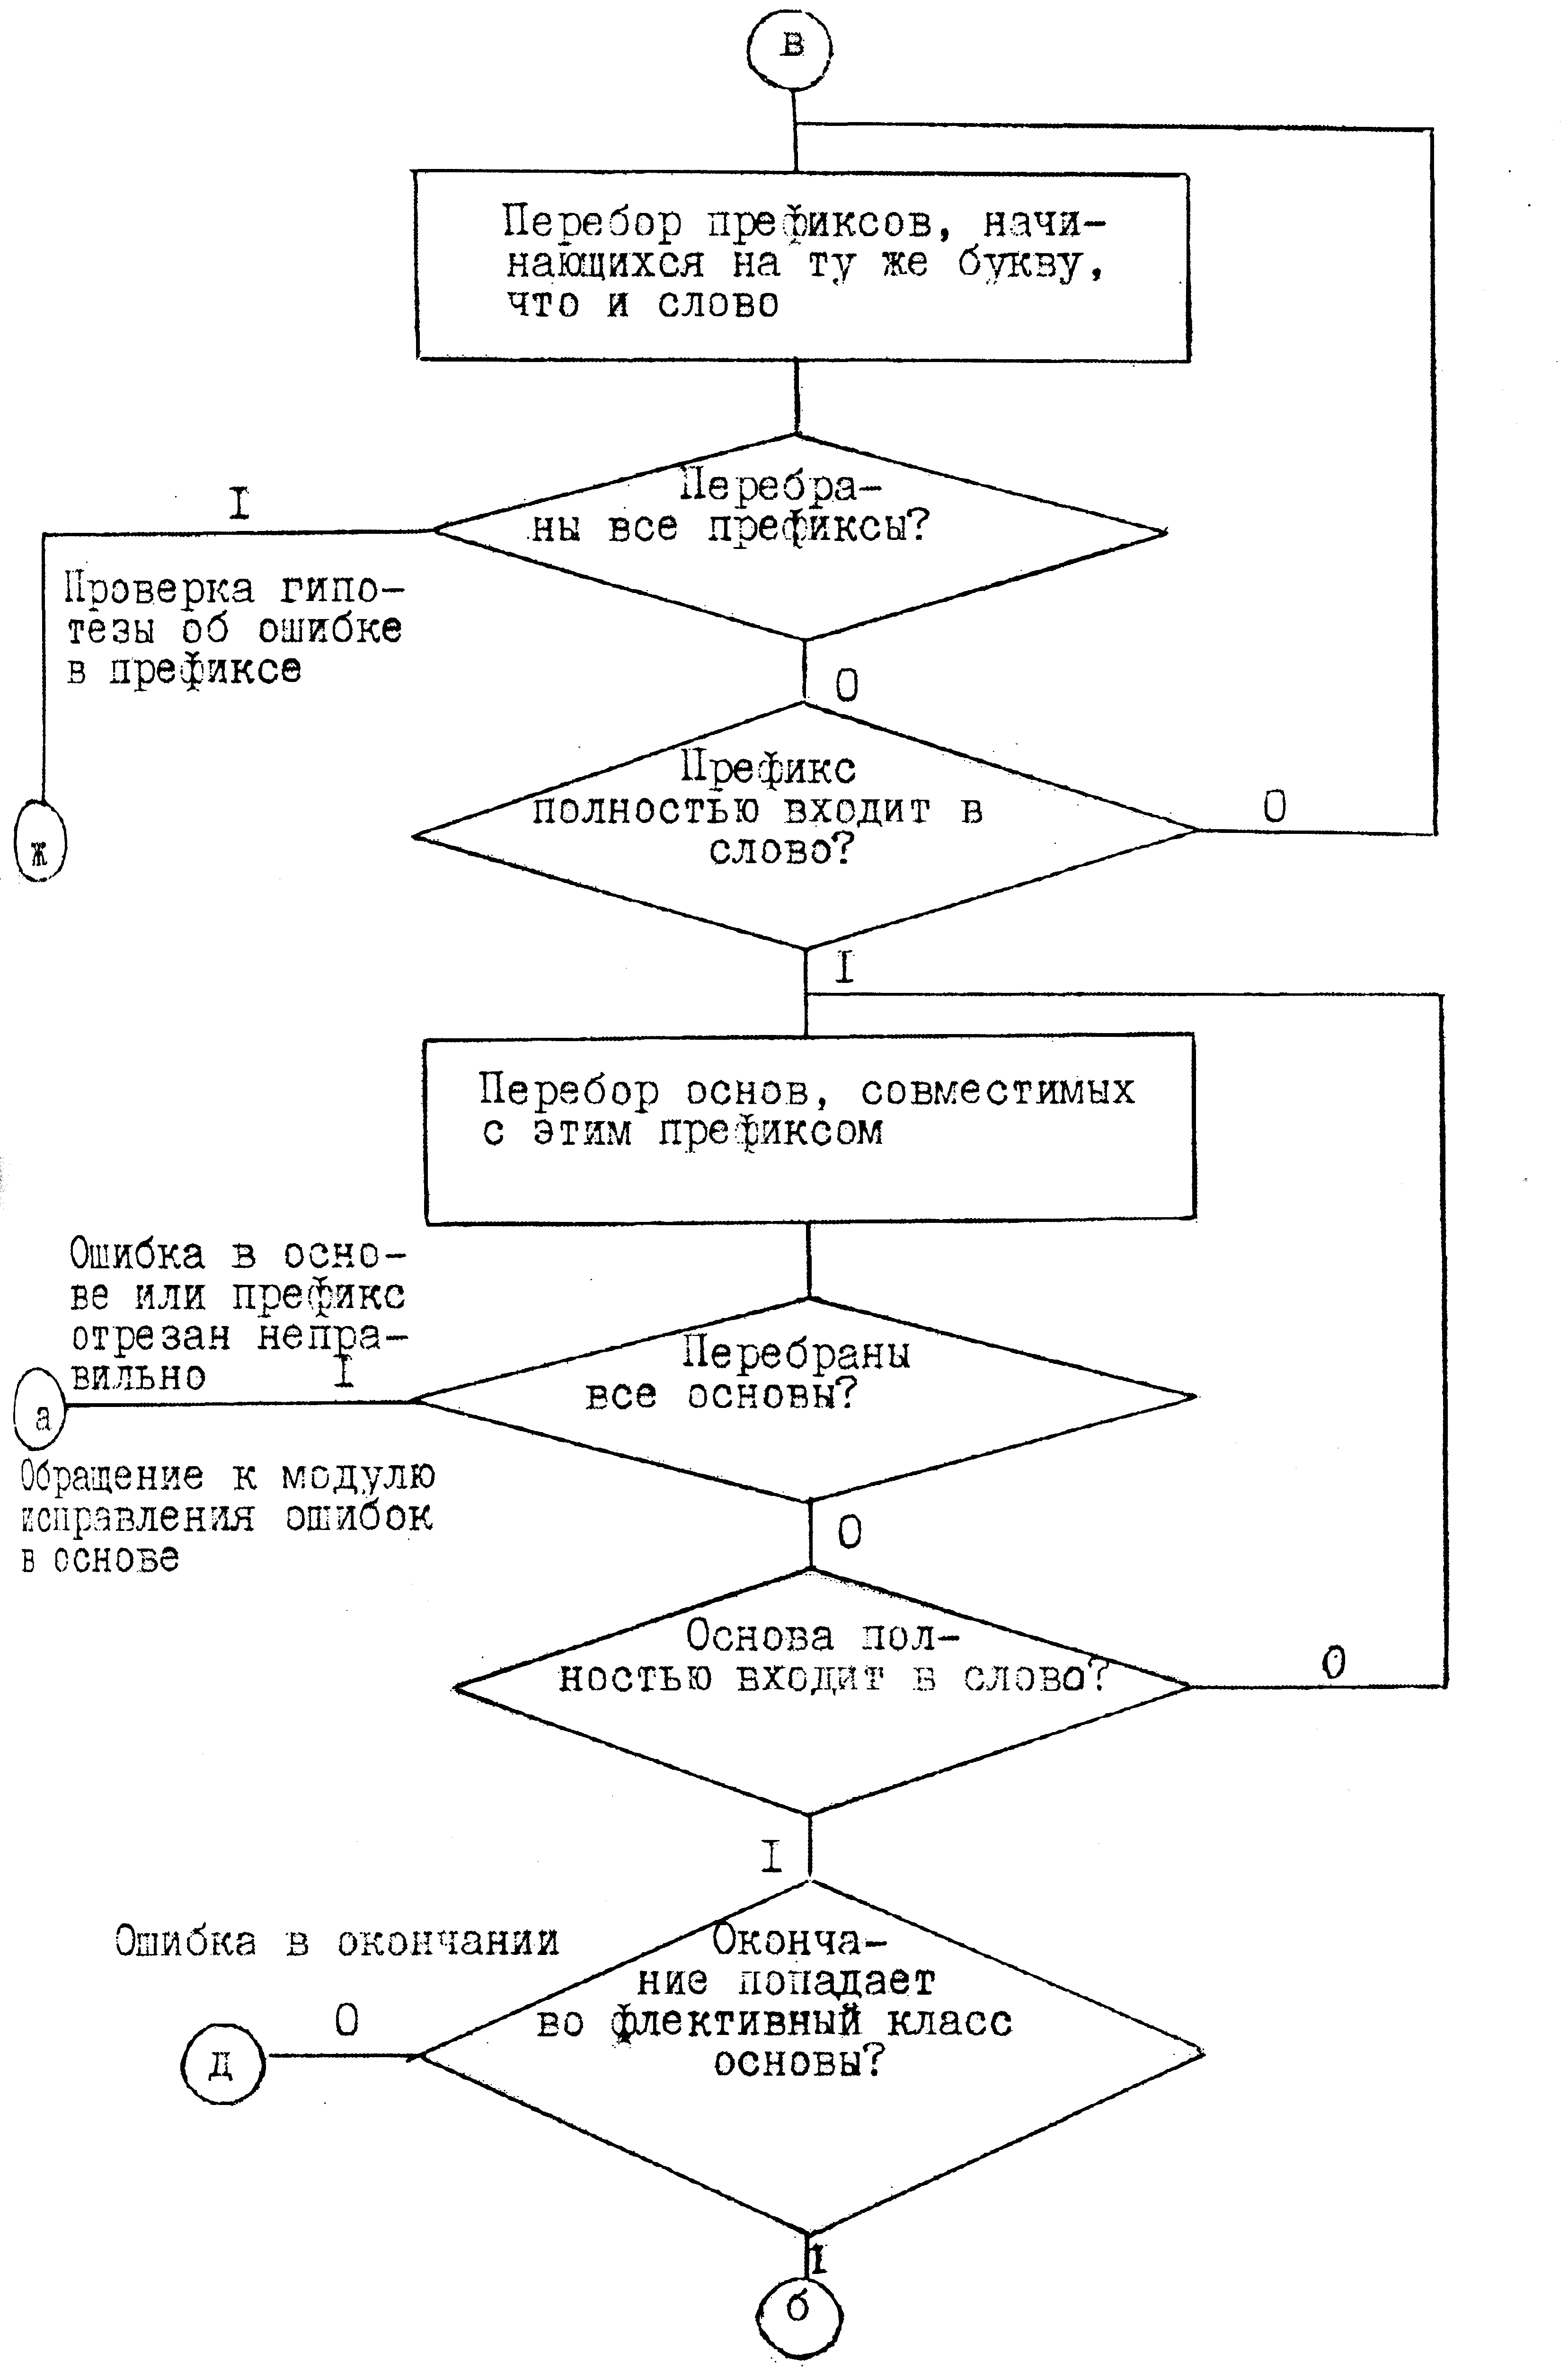 в
Перебор префиксов, начи-
нающихся на ту же букву,
что и слово
Перебра-
ны все префиксы?
I
Проверка гипо-
тезы об ошибке
в префиксе
ж
0
Префикс
полностью входит в
слово?
0
I
Перебор основ, совместимых
с этим префиксом
Ошибка в осно-
ве или префикс
отрезан непра-
вильно
I
Перебраны
все основы?
а
Обращение к модулю
исправления ошибок
в основе
0
Основа пол-
ностью входит в слово?
0
I
Ошибка в окончании
Оконча-
ние попадает
во флективный класс
основы?
0
д
I
б